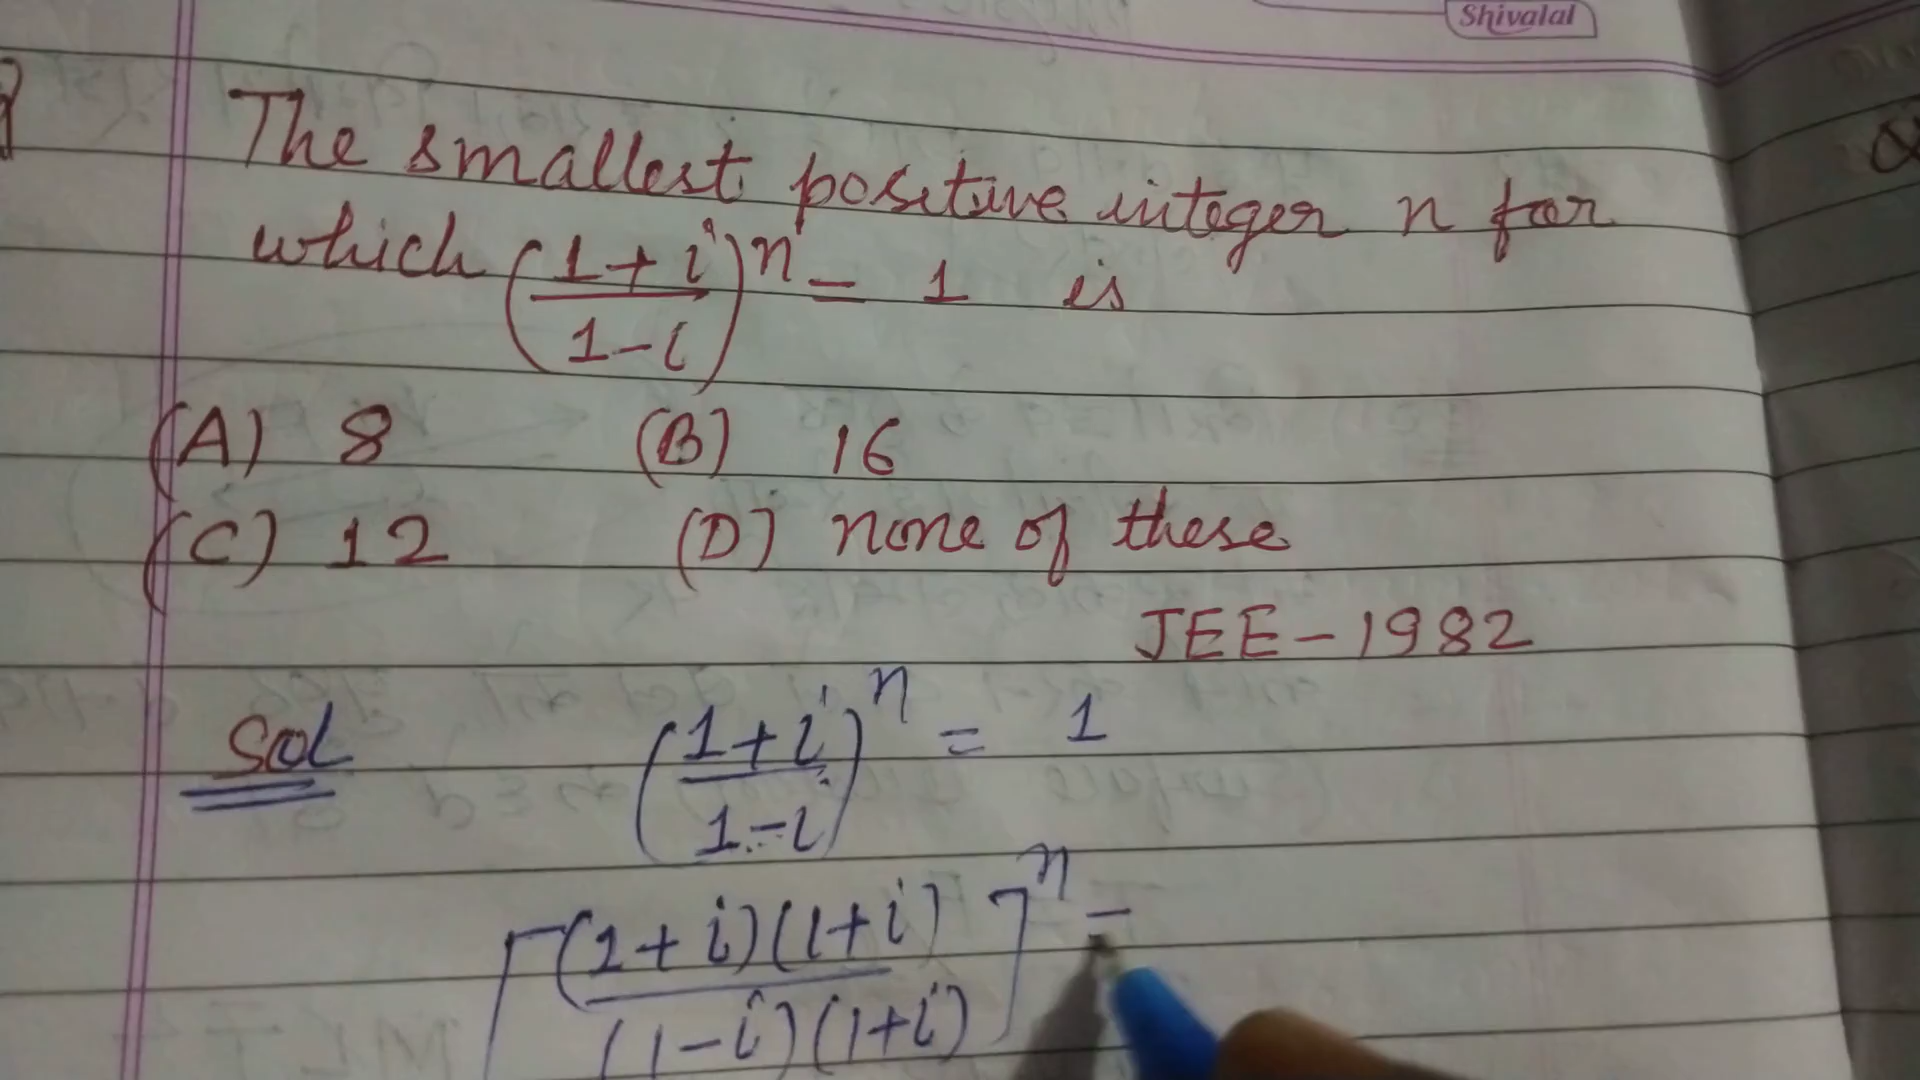 Shivalal
The smallest positive integer n for
which (1+i/1-i)^n = 1 is
(A) 8 (B) 16
(C) 12 (D) none of these
JEE-1982
Sol (1+i/1-i)^n = 1
[(1+i)(1+i)/(1-i)(1+i)]^n =